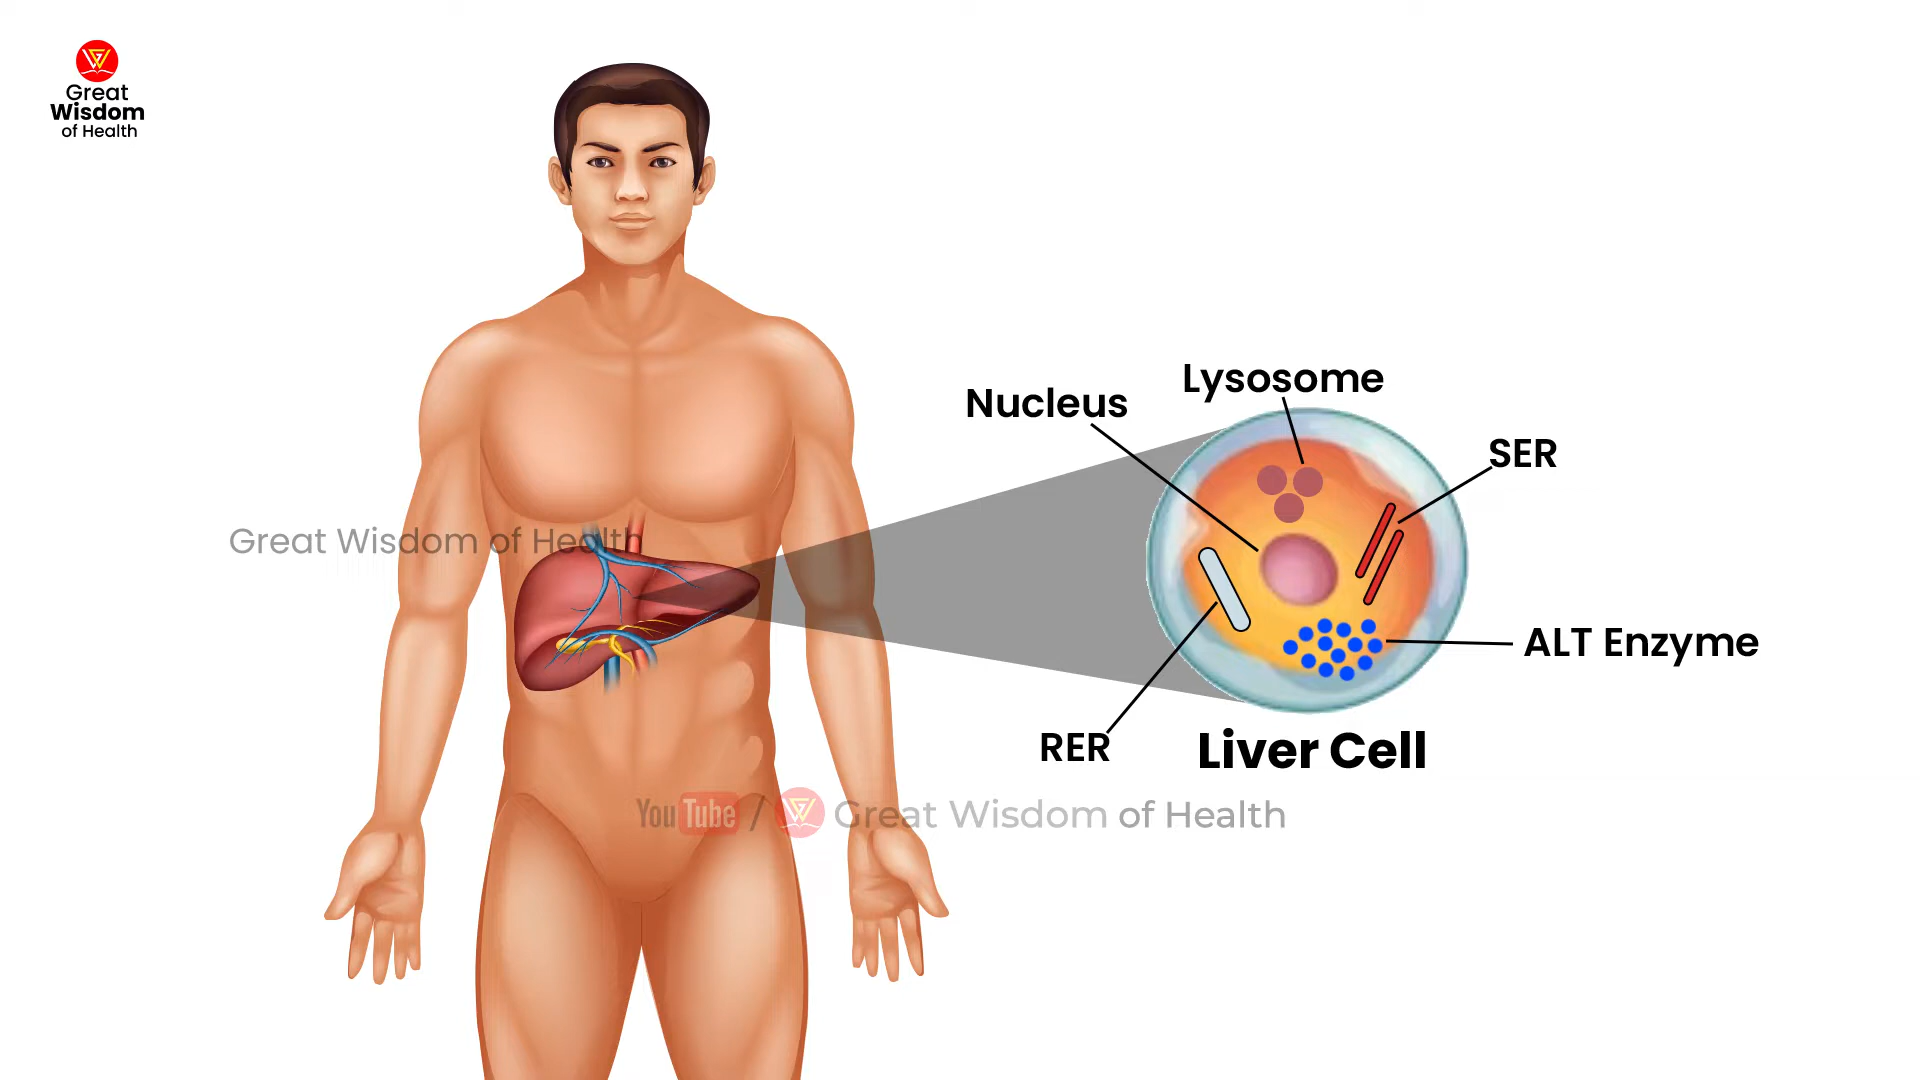 Great
Wisdom
of Health
Lysosome
Nucleus
SER
Great Wisdom of Health
ALT Enzyme
RER
Liver Cell
YouTube / Great Wisdom of Health